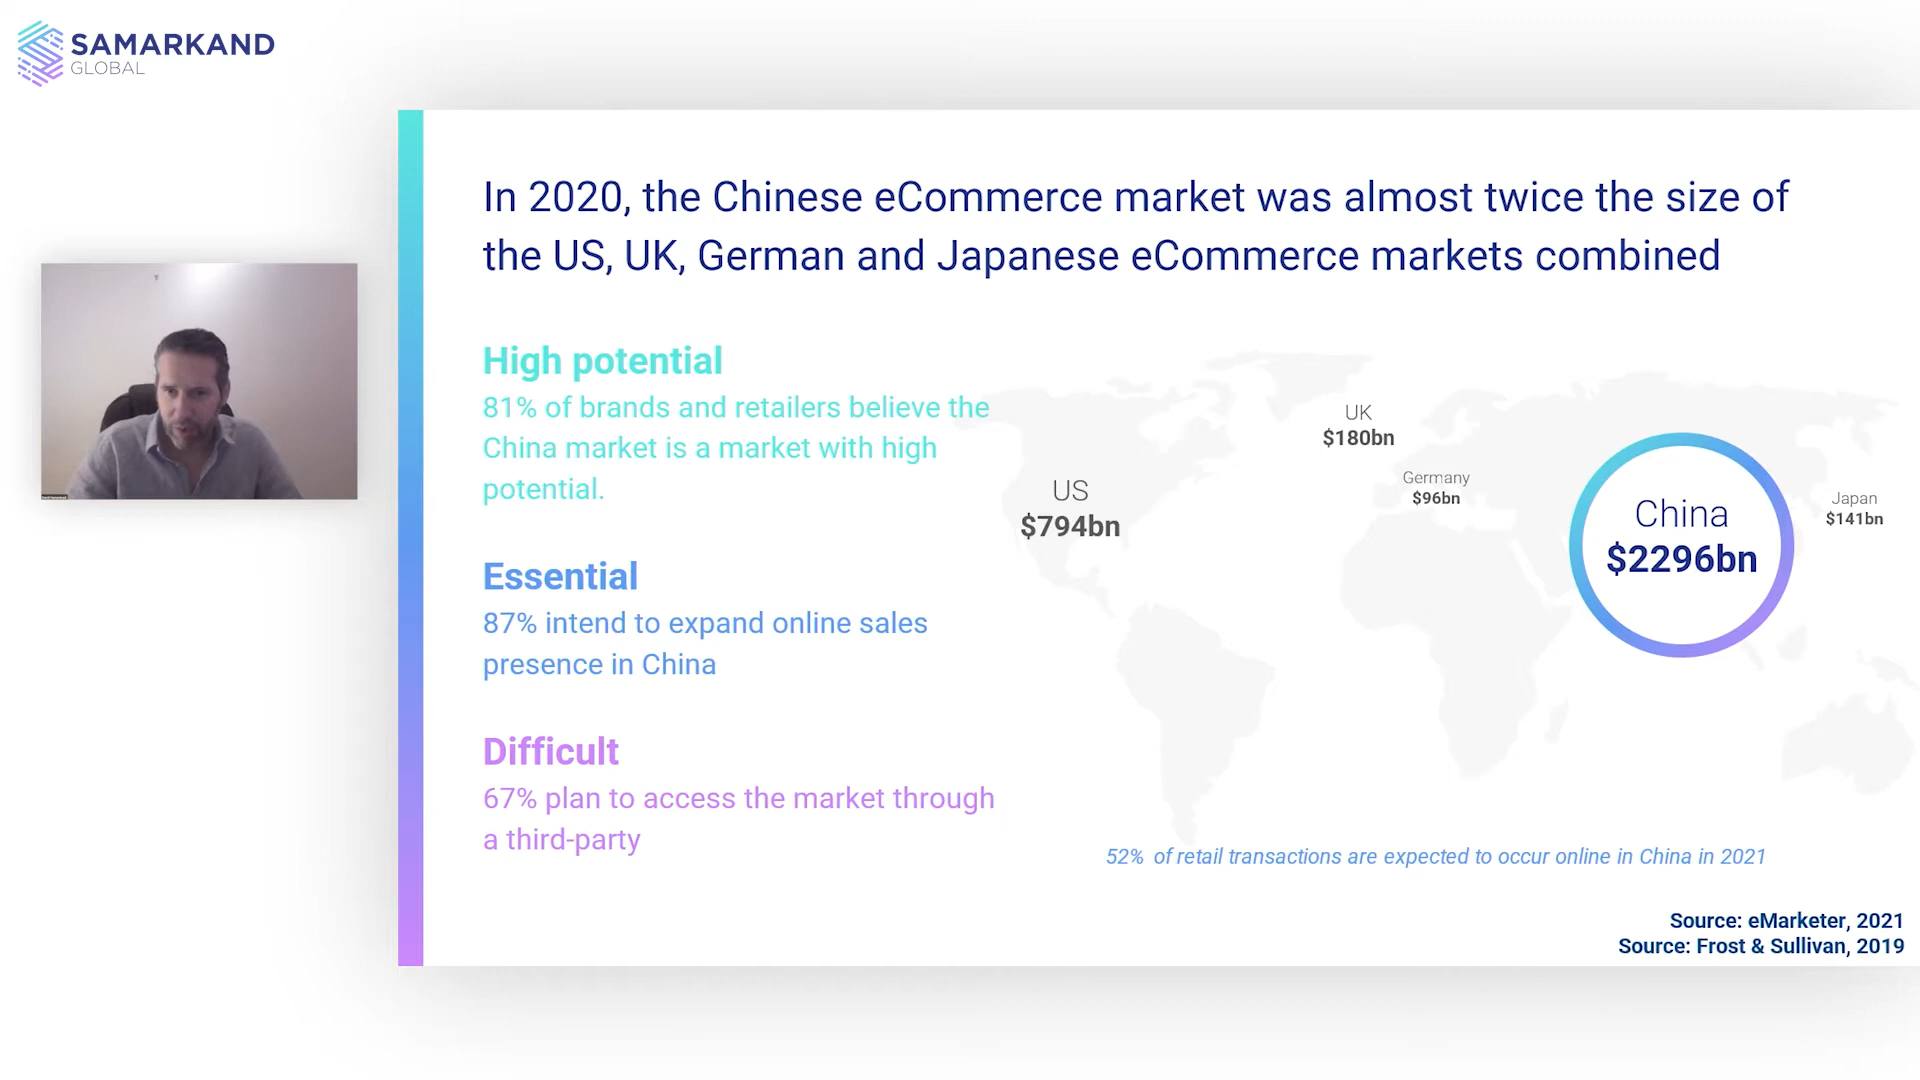 SAMARKAND
GLOBAL
In 2020, the Chinese eCommerce market was almost twice the size of
the US, UK, German and Japanese eCommerce markets combined
High potential
81% of brands and retailers believe the
China market is a market with high
potential.
Essential
87% intend to expand online sales
presence in China
Difficult
67% plan to access the market through
a third-party
US
$794bn
UK
$180bn
Germany
$96bn
China
$2296bn
Japan
$141bn
52% of retail transactions are expected to occur online in China in 2021
Source: eMarketer, 2021
Source: Frost & Sullivan, 2019